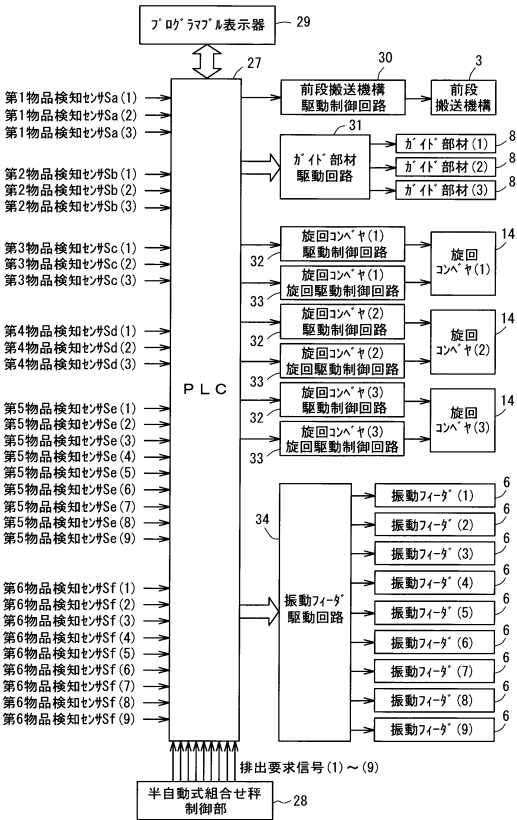 ﾌﾟﾛｸﾞﾗﾏﾌﾞﾙ表示器
29
27
PLC
第1物品検知ｾﾝｻSa(1)
第1物品検知ｾﾝｻSa(2)
第1物品検知ｾﾝｻSa(3)
第2物品検知ｾﾝｻSb(1)
第2物品検知ｾﾝｻSb(2)
第2物品検知ｾﾝｻSb(3)
第3物品検知ｾﾝｻSc(1)
第3物品検知ｾﾝｻSc(2)
第3物品検知ｾﾝｻSc(3)
第4物品検知ｾﾝｻSd(1)
第4物品検知ｾﾝｻSd(2)
第4物品検知ｾﾝｻSd(3)
第5物品検知ｾﾝｻSe(1)
第5物品検知ｾﾝｻSe(2)
第5物品検知ｾﾝｻSe(3)
第5物品検知ｾﾝｻSe(4)
第5物品検知ｾﾝｻSe(5)
第5物品検知ｾﾝｻSe(6)
第5物品検知ｾﾝｻSe(7)
第5物品検知ｾﾝｻSe(8)
第5物品検知ｾﾝｻSe(9)
第6物品検知ｾﾝｻSf(1)
第6物品検知ｾﾝｻSf(2)
第6物品検知ｾﾝｻSf(3)
第6物品検知ｾﾝｻSf(4)
第6物品検知ｾﾝｻSf(5)
第6物品検知ｾﾝｻSf(6)
第6物品検知ｾﾝｻSf(7)
第6物品検知ｾﾝｻSf(8)
第6物品検知ｾﾝｻSf(9)
30
前段搬送機構
駆動制御回路
3
前段
搬送機構
31
ｶﾞｲﾄﾞ部材
駆動回路
ｶﾞｲﾄﾞ部材(1)
8
ｶﾞｲﾄﾞ部材(2)
8
ｶﾞｲﾄﾞ部材(3)
8
旋回ｺﾝﾍﾞﾔ(1)
駆動制御回路
32
旋回ｺﾝﾍﾞﾔ(1)
旋回駆動制御回路
33
旋回
ｺﾝﾍﾞﾔ(1)
14
旋回ｺﾝﾍﾞﾔ(2)
駆動制御回路
32
旋回ｺﾝﾍﾞﾔ(2)
旋回駆動制御回路
33
旋回
ｺﾝﾍﾞﾔ(2)
14
旋回ｺﾝﾍﾞﾔ(3)
駆動制御回路
32
旋回ｺﾝﾍﾞﾔ(3)
旋回駆動制御回路
33
旋回
ｺﾝﾍﾞﾔ(3)
14
34
振動ﾌｨｰﾀﾞ
駆動回路
振動ﾌｨｰﾀﾞ(1)
6
振動ﾌｨｰﾀﾞ(2)
6
振動ﾌｨｰﾀﾞ(3)
6
振動ﾌｨｰﾀﾞ(4)
6
振動ﾌｨｰﾀﾞ(5)
6
振動ﾌｨｰﾀﾞ(6)
6
振動ﾌｨｰﾀﾞ(7)
6
振動ﾌｨｰﾀﾞ(8)
6
振動ﾌｨｰﾀﾞ(9)
6
排出要求信号(1)～(9)
半自動式組合せ秤
制御部
28